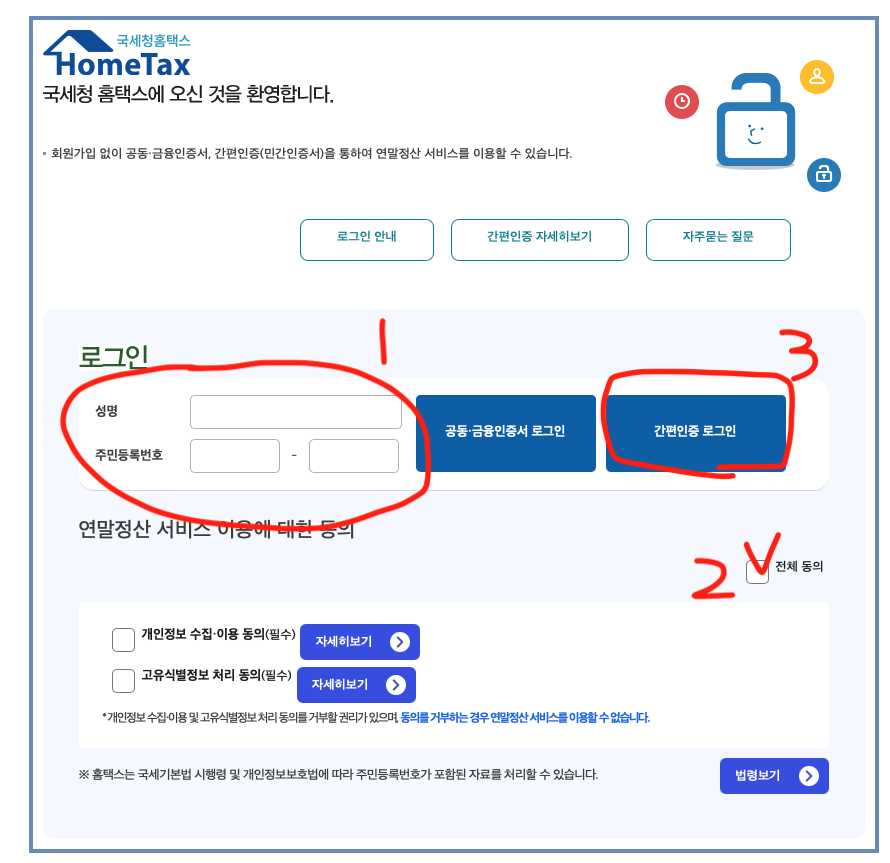 국세청홈택스
HomeTax
국세청 홈택스에 오신 것을 환영합니다.
▪ 회원가입 없이 공동·금융인증서, 간편인증(민간인증서)을 통하여 연말정산 서비스를 이용할 수 있습니다.
로그인 안내 간편인증 자세히보기 자주묻는 질문
로그인
1
3
성명
공동·금융인증서 로그인 간편인증 로그인
주민등록번호 -
연말정산 서비스 이용에 대한 동의
2 V 전체 동의
개인정보 수집·이용 동의(필수) 자세히보기
고유식별정보 처리 동의(필수) 자세히보기
*개인정보 수집·이용 및 고유식별정보 처리 동의를 거부할 권리가 있으며, 동의를 거부하는 경우 연말정산 서비스를 이용할 수 없습니다.
※ 홈택스는 국세기본법 시행령 및 개인정보보호법에 따라 주민등록번호가 포함된 자료를 처리할 수 있습니다. 법령보기